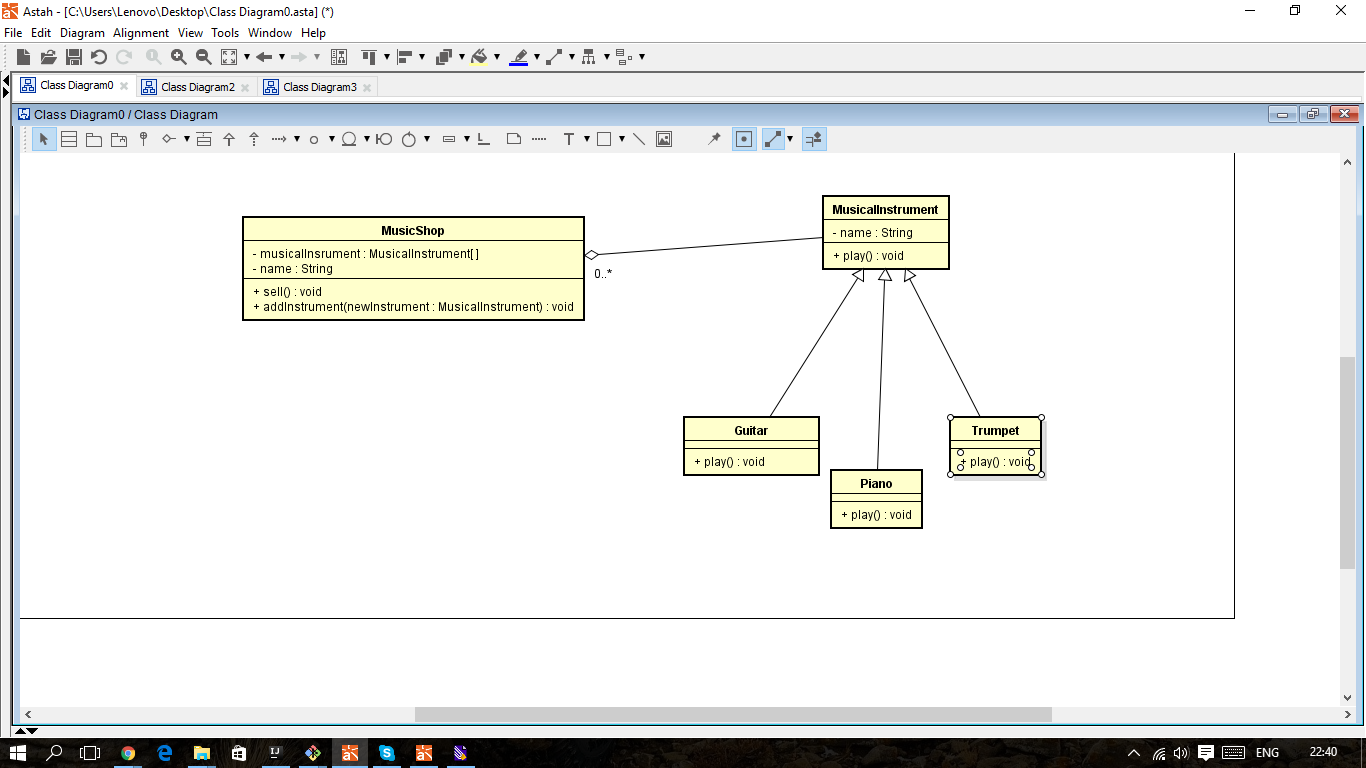 Astah - [C:\Users\Lenovo\Desktop\Class Diagram0.asta] (*)
File Edit Diagram Alignment View Tools Window Help
Class Diagram0 Class Diagram2 Class Diagram3
Class Diagram0 / Class Diagram
T
MusicShop
- musicalInsrument : MusicalInstrument[ ]
- name : String
+ sell() : void
+ addInstrument(newInstrument : MusicalInstrument) : void
0..*
MusicalInstrument
- name : String
+ play() : void
Guitar
+ play() : void
Piano
+ play() : void
Trumpet
+ play() : void
ENG 22:40